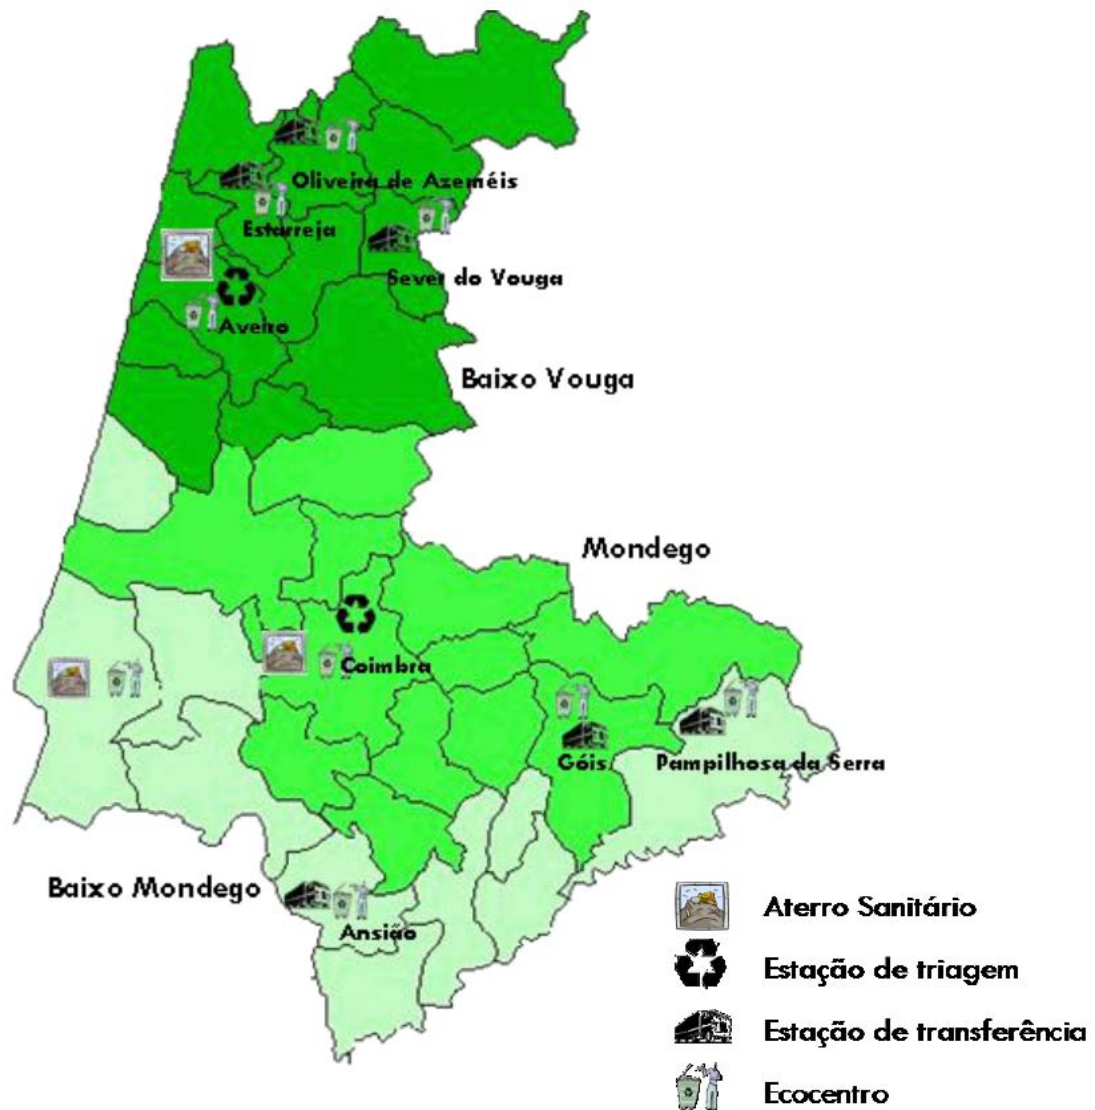 Oliveira de Azeméis
Estarreja
Sever do Vouga
Aveiro
Baixo Vouga
Mondego
Coimbra
Góis
Pampilhosa da Serra
Baixo Mondego
Ansião
Aterro Sanitário
Estação de triagem
Estação de transferência
Ecocentro